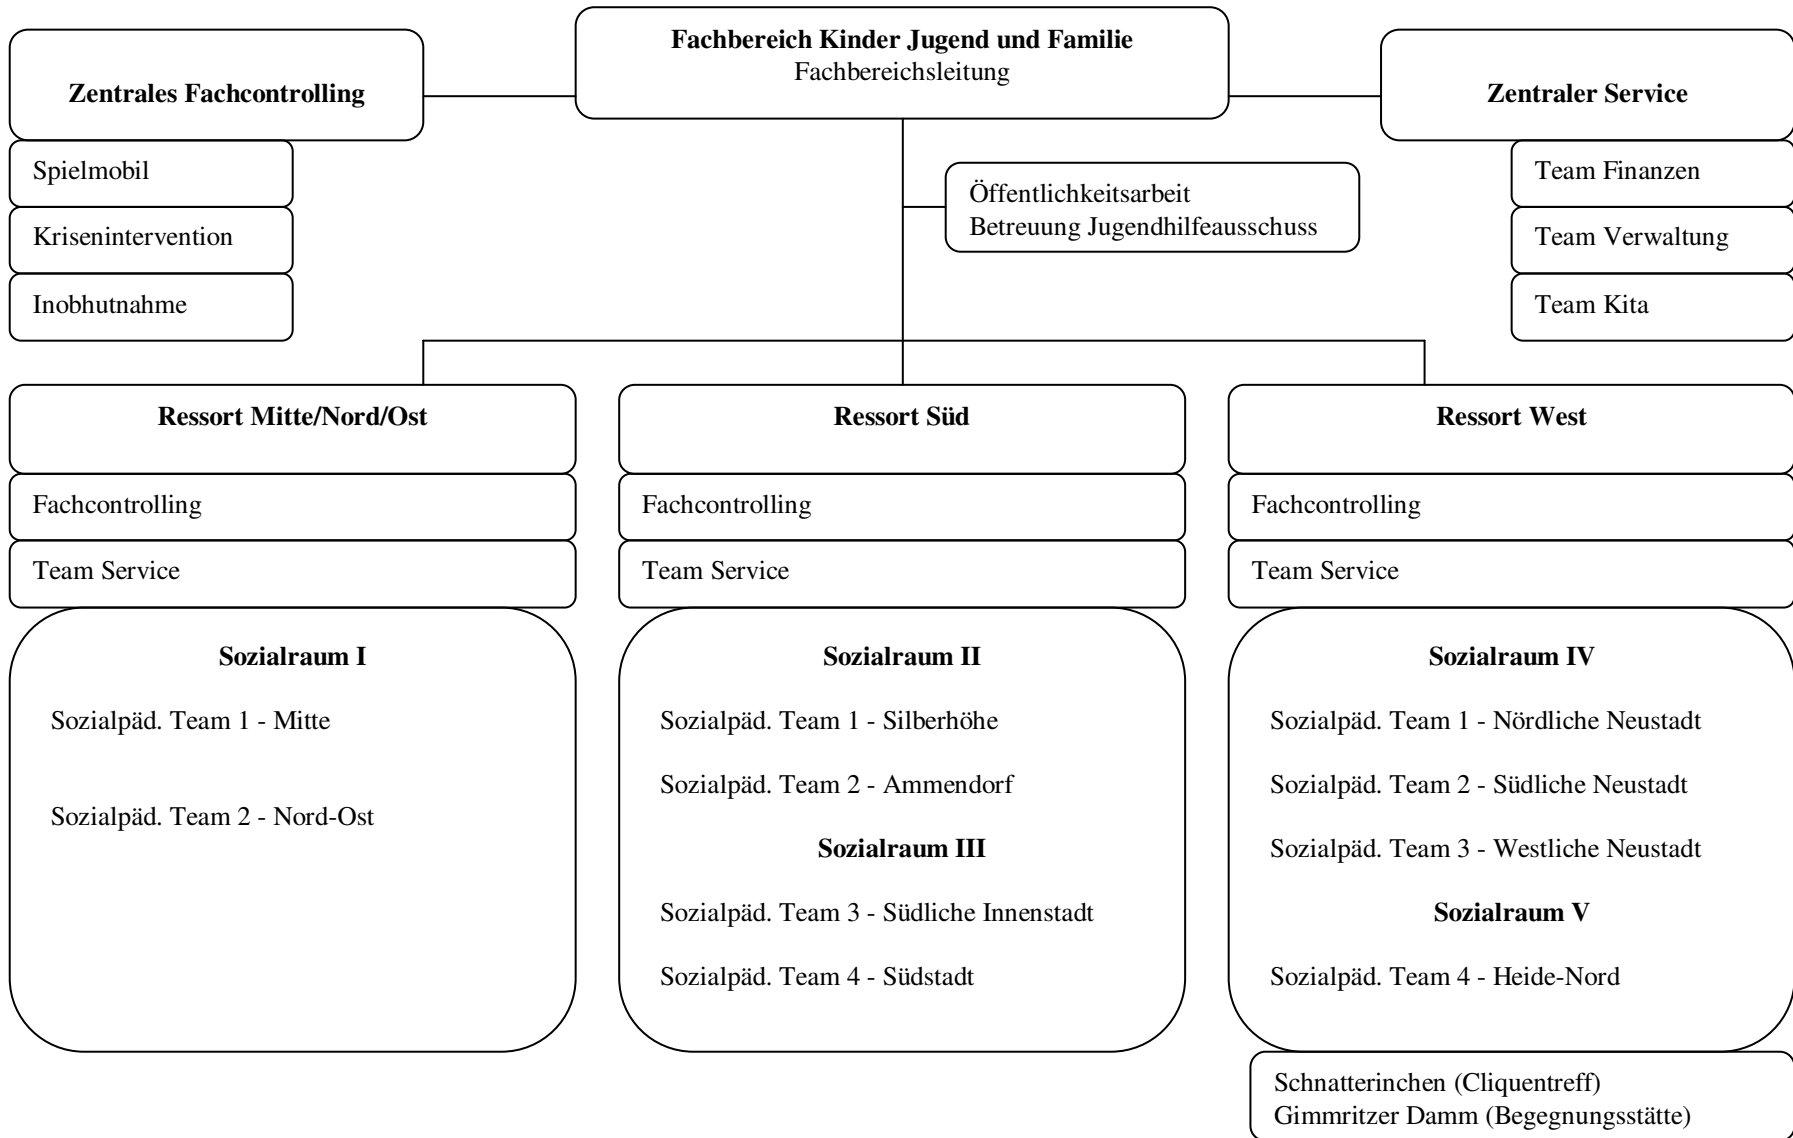 Fachbereich Kinder Jugend und Familie
Fachbereichsleitung
Zentrales Fachcontrolling
Spielmobil
Krisenintervention
Inobhutnahme
Öffentlichkeitsarbeit
Betreuung Jugendhilfeausschuss
Zentraler Service
Team Finanzen
Team Verwaltung
Team Kita
Ressort Mitte/Nord/Ost
Fachcontrolling
Team Service
Sozialraum I
Sozialpäd. Team 1 - Mitte
Sozialpäd. Team 2 - Nord-Ost
Ressort Süd
Fachcontrolling
Team Service
Sozialraum II
Sozialpäd. Team 1 - Silberhöhe
Sozialpäd. Team 2 - Ammendorf
Sozialraum III
Sozialpäd. Team 3 - Südliche Innenstadt
Sozialpäd. Team 4 - Südstadt
Ressort West
Fachcontrolling
Team Service
Sozialraum IV
Sozialpäd. Team 1 - Nördliche Neustadt
Sozialpäd. Team 2 - Südliche Neustadt
Sozialpäd. Team 3 - Westliche Neustadt
Sozialraum V
Sozialpäd. Team 4 - Heide-Nord
Schnatterinchen (Cliquentreff)
Gimmritzer Damm (Begegnungsstätte)